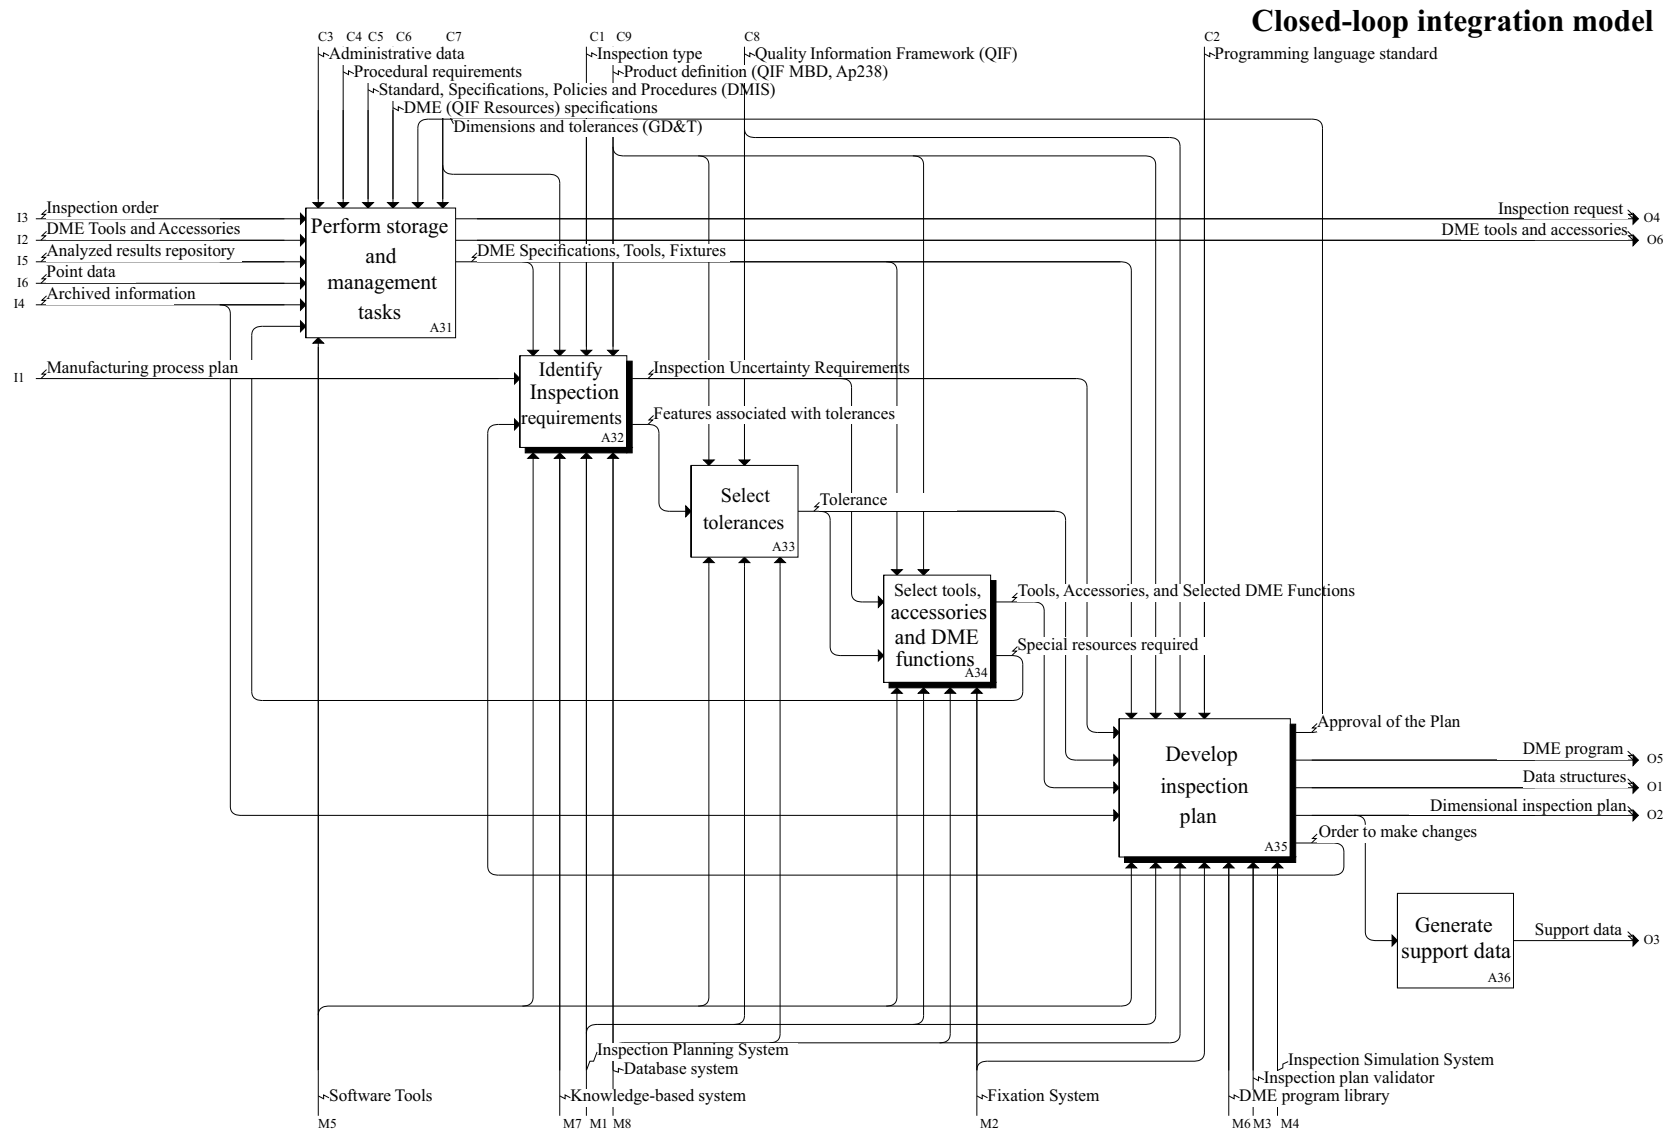 Closed-loop integration model
C3 C4 C5 C6 C7 C1 C9 C8 C2
Administrative data
Inspection type
Quality Information Framework (QIF)
Programming language standard
Procedural requirements
Product definition (QIF MBD, Ap238)
Standard, Specifications, Policies and Procedures (DMIS)
DME (QIF Resources) specifications
Dimensions and tolerances (GD&T)
I3 Inspection order
I2 DME Tools and Accessories
I5 Analyzed results repository
I6 Point data
I4 Archived information
Perform storage
and
management
tasks
A31
Inspection request O4
DME tools and accessories O6
DME Specifications, Tools, Fixtures
I1 Manufacturing process plan
Identify
Inspection
requirements
A32
Inspection Uncertainty Requirements
Features associated with tolerances
Select
tolerances
A33
Tolerance
Select tools,
accessories
and DME
functions
A34
Tools, Accessories, and Selected DME Functions
Special resources required
Develop
inspection
plan
A35
Approval of the Plan
DME program O5
Data structures O1
Dimensional inspection plan O2
Order to make changes
Generate
support data
A36
Support data O3
Inspection Planning System
Database system
Inspection Simulation System
Inspection plan validator
Software Tools
Knowledge-based system
Fixation System
DME program library
M5 M7 M1 M8 M2 M6 M3 M4